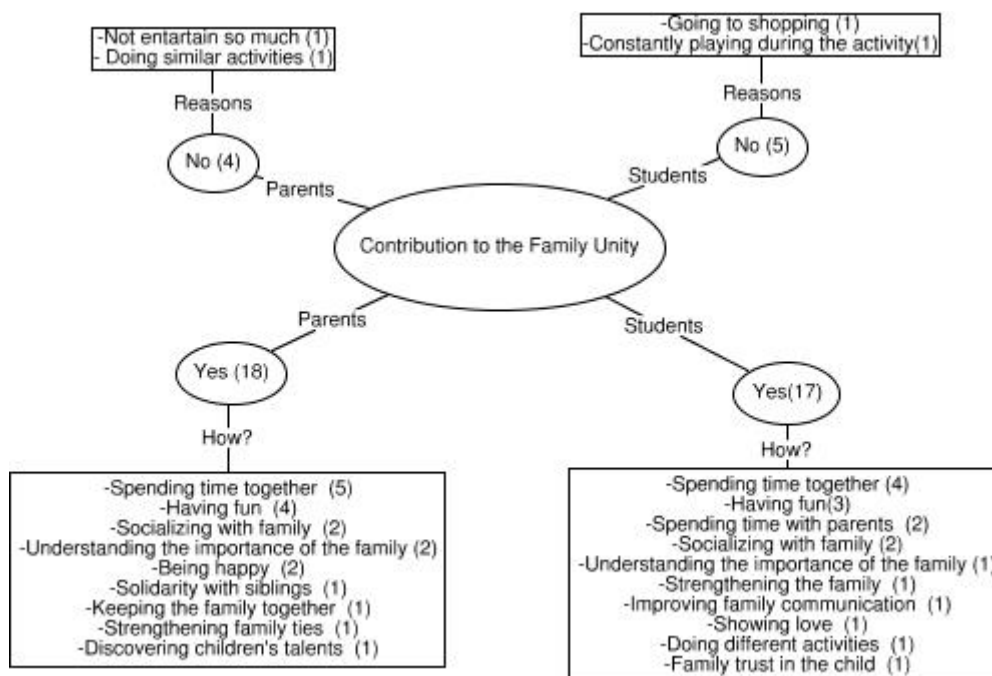 -Not entartain so much (1)
- Doing similar activities (1)
Reasons
No (4)
Parents
-Going to shopping (1)
-Constantly playing during the activity(1)
Reasons
No (5)
Students
Contribution to the Family Unity
Parents
Yes (18)
How?
-Spending time together (5)
-Having fun (4)
-Socializing with family (2)
-Understanding the importance of the family (2)
-Being happy (2)
-Solidarity with siblings (1)
-Keeping the family together (1)
-Strengthening family ties (1)
-Discovering children's talents (1)
Students
Yes(17)
How?
-Spending time together (4)
-Having fun(3)
-Spending time with parents (2)
-Socializing with family (2)
-Understanding the importance of the family (1)
-Strengthening the family (1)
-Improving family communication (1)
-Showing love (1)
-Doing different activities (1)
-Family trust in the child (1)